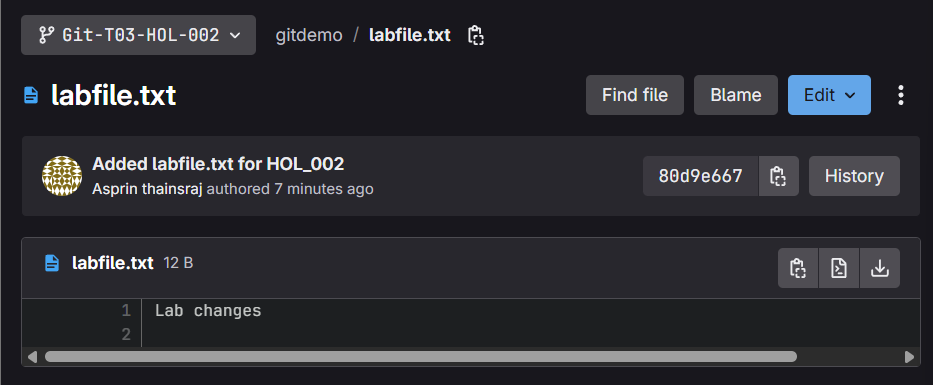 Git-T03-HOL-002 gitdemo / labfile.txt
labfile.txt Find file Blame Edit
Added labfile.txt for HOL_002
Asprin thainsraj authored 7 minutes ago 80d9e667 History
labfile.txt 12 B
1 Lab changes
2